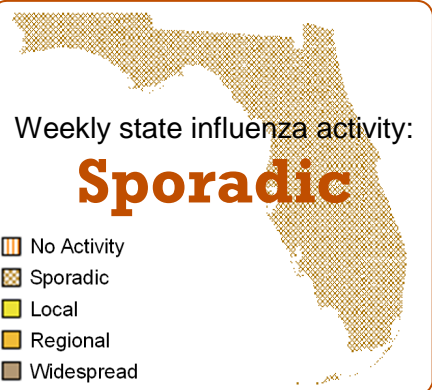 Weekly state influenza activity:
Sporadic
No Activity
Sporadic
Local
Regional
Widespread